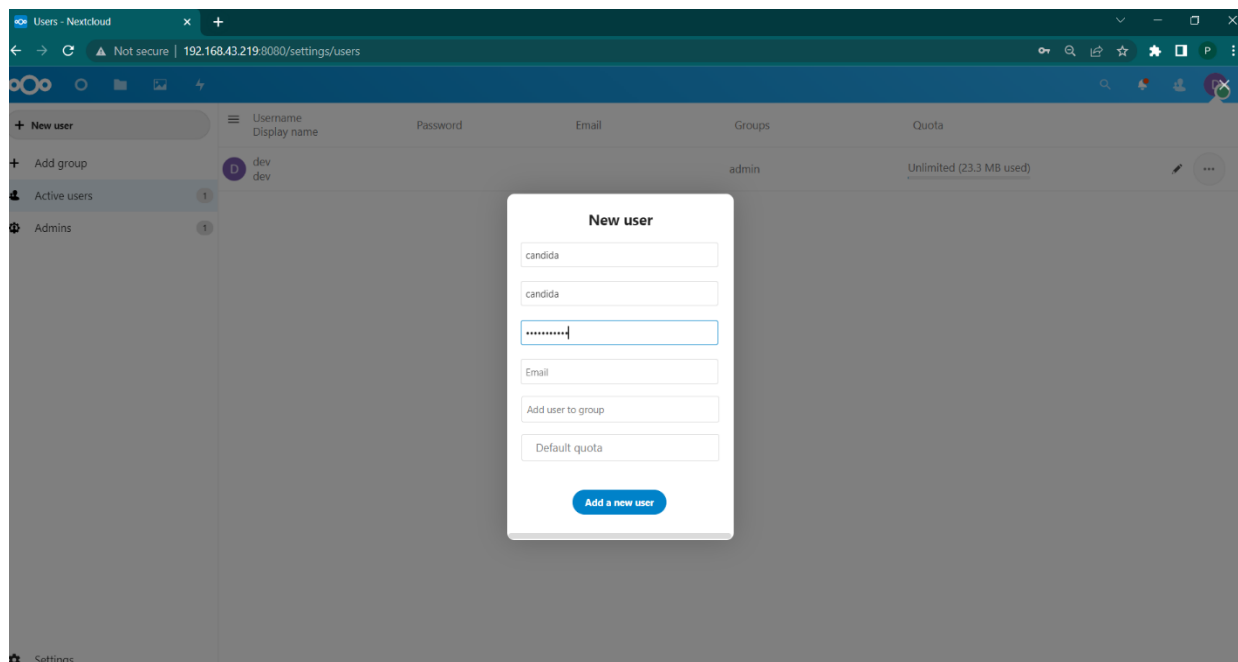 Users - Nextcloud
Not secure | 192.168.43.219:8080/settings/users
P
New user
Username Password Email Groups Quota
Display name
Add group
D dev admin Unlimited (23.3 MB used)
dev
Active users 1
Admins 1
New user
candida
candida
•••••••••••
Email
Add user to group
Default quota
Add a new user
Settings